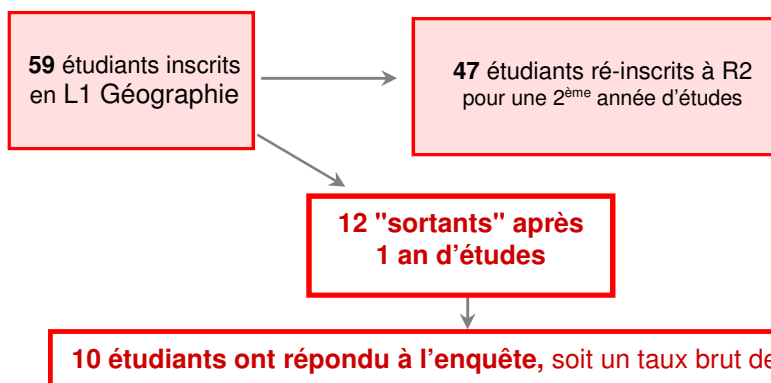 59 étudiants inscrits
en L1 Géographie
47 étudiants ré-inscrits à R2
pour une 2ème année d'études
12 "sortants" après
1 an d'études
10 étudiants ont répondu à l'enquête, soit un taux brut de